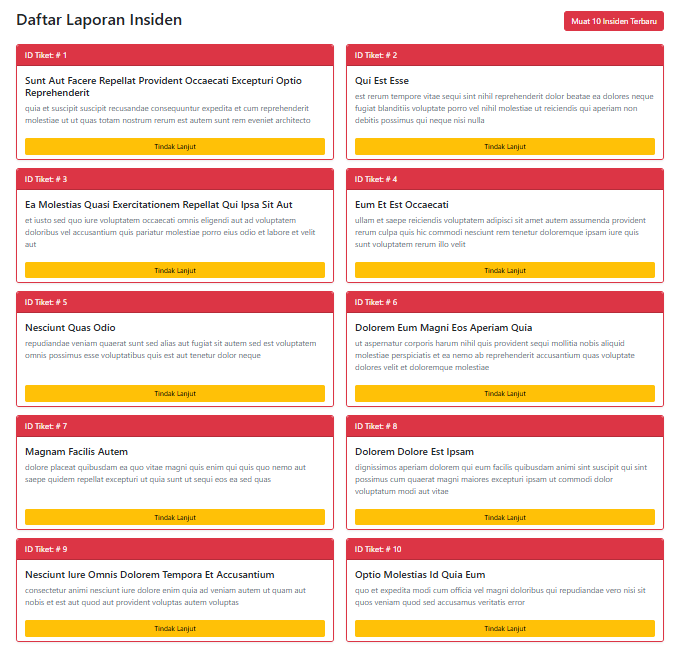 Daftar Laporan Insiden
Muat 10 Insiden Terbaru
ID Tiket: # 1
Sunt Aut Facere Repellat Provident Occaecati Excepturi Optio
Reprehenderit
quia et suscipit suscipit recusandae consequuntur expedita et cum reprehenderit
molestiae ut ut quas totam nostrum rerum est autem sunt rem eveniet architecto
Tindak Lanjut
ID Tiket: # 2
Qui Est Esse
est rerum tempore vitae sequi sint nihil reprehenderit dolor beatae ea dolores neque
fugiat blanditiis voluptate porro vel nihil molestiae ut reiciendis qui aperiam non
debitis possimus qui neque nisi nulla
Tindak Lanjut
ID Tiket: # 3
Ea Molestias Quasi Exercitationem Repellat Qui Ipsa Sit Aut
et iusto sed quo iure voluptatem occaecati omnis eligendi aut ad voluptatem
doloribus vel accusantium quis pariatur molestiae porro eius odio et labore et velit
aut
Tindak Lanjut
ID Tiket: # 4
Eum Et Est Occaecati
ullam et saepe reiciendis voluptatem adipisci sit amet autem assumenda provident
rerum culpa quis hic commodi nesciunt rem tenetur doloremque ipsam iure quis
sunt voluptatem rerum illo velit
Tindak Lanjut
ID Tiket: # 5
Nesciunt Quas Odio
repudiandae veniam quaerat sunt sed alias aut fugiat sit autem sed est voluptatem
omnis possimus esse voluptatibus quis est aut tenetur dolor neque
Tindak Lanjut
ID Tiket: # 6
Dolorem Eum Magni Eos Aperiam Quia
ut aspernatur corporis harum nihil quis provident sequi mollitia nobis aliquid
molestiae perspiciatis et ea nemo ab reprehenderit accusantium quas voluptate
dolores velit et doloremque molestiae
Tindak Lanjut
ID Tiket: # 7
Magnam Facilis Autem
dolore placeat quibusdam ea quo vitae magni quis enim qui quis quo nemo aut
saepe quidem repellat excepturi ut quia sunt ut sequi eos ea sed quas
Tindak Lanjut
ID Tiket: # 8
Dolorem Dolore Est Ipsam
dignissimos aperiam dolorem qui eum facilis quibusdam animi sint suscipit qui sint
possimus cum quaerat magni maiores excepturi ipsam ut commodi dolor
voluptatum modi aut vitae
Tindak Lanjut
ID Tiket: # 9
Nesciunt Iure Omnis Dolorem Tempora Et Accusantium
consectetur animi nesciunt iure dolore enim quia ad veniam autem ut quam aut
nobis et est aut quod aut provident voluptas autem voluptas
Tindak Lanjut
ID Tiket: # 10
Optio Molestias Id Quia Eum
quo et expedita modi cum officia vel magni doloribus qui repudiandae vero nisi sit
quos veniam quod sed accusamus veritatis error
Tindak Lanjut